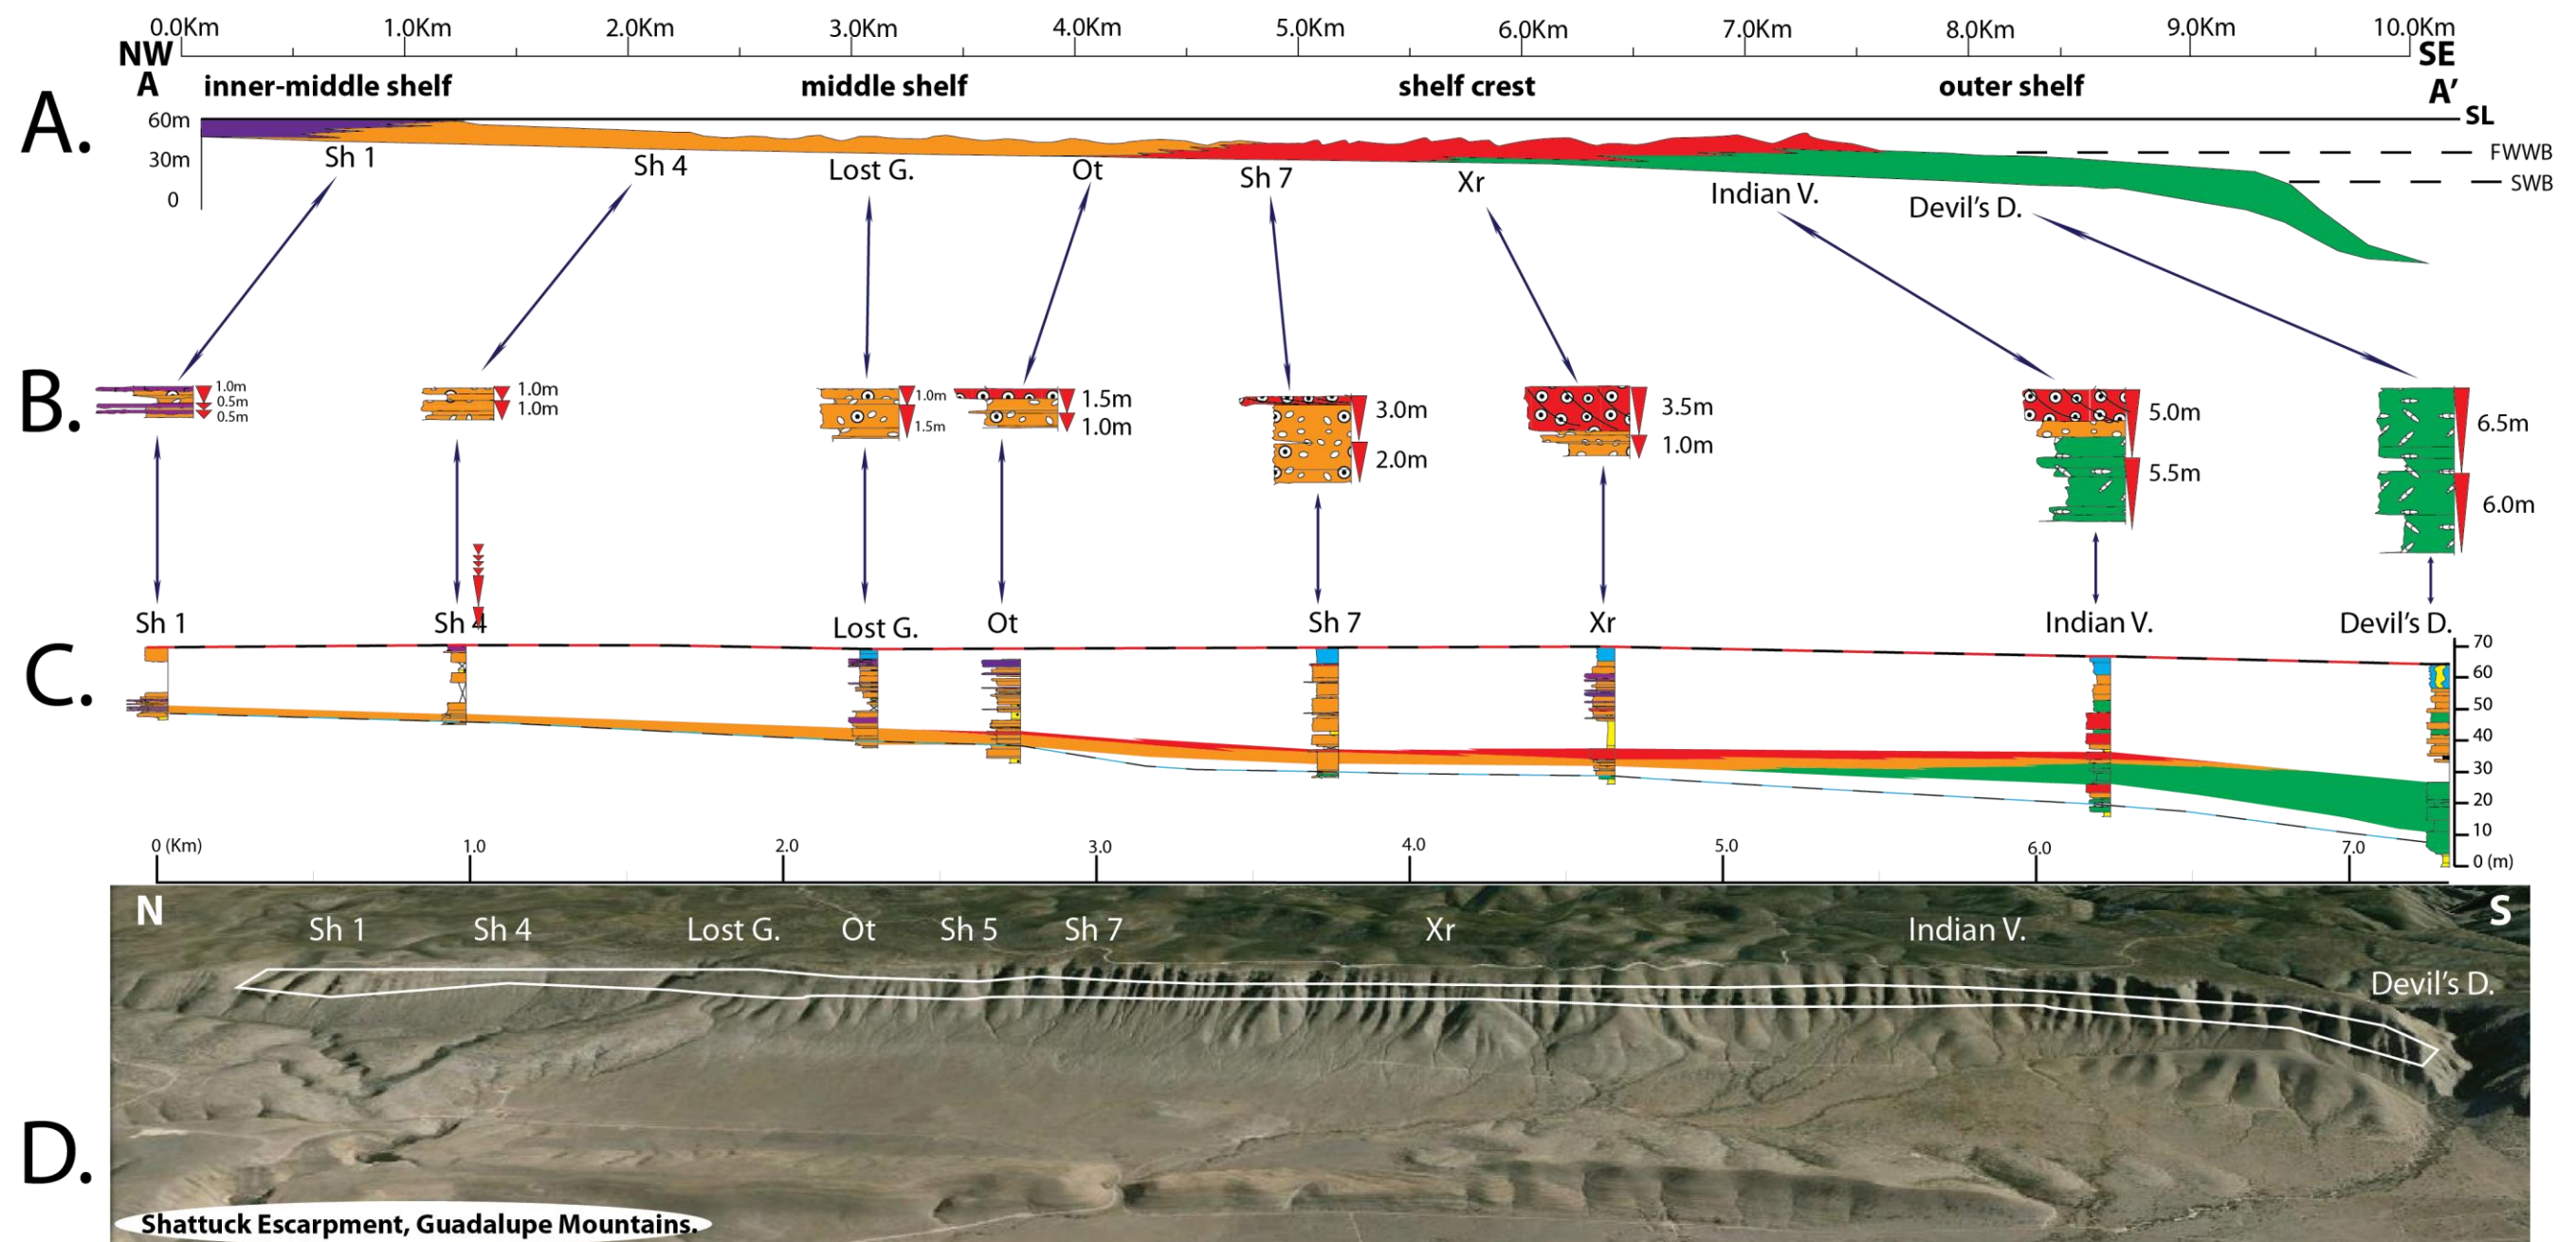 0.0Km 1.0Km 2.0Km 3.0Km 4.0Km 5.0Km 6.0Km 7.0Km 8.0Km 9.0Km 10.0Km
NW SE
A inner-middle shelf middle shelf shelf crest outer shelf A’
A.
60m SL
30m FWWB
0 SWB
Sh 1 Sh 4 Lost G. Ot Sh 7 Xr Indian V. Devil’s D.
B.
1.0m 0.5m 0.5m
1.0m 1.0m
1.0m 1.5m
1.5m 1.0m
3.0m 2.0m
3.5m 1.0m
5.0m 5.5m
6.5m 6.0m
Sh 1 Sh 4 Lost G. Ot Sh 7 Xr Indian V. Devil’s D.
C.
70
60
50
40
30
20
10
0 (m)
0 (Km) 1.0 2.0 3.0 4.0 5.0 6.0 7.0
N S
Sh 1 Sh 4 Lost G. Ot Sh 5 Sh 7 Xr Indian V.
Devil’s D.
D.
Shattuck Escarpment, Guadalupe Mountains.